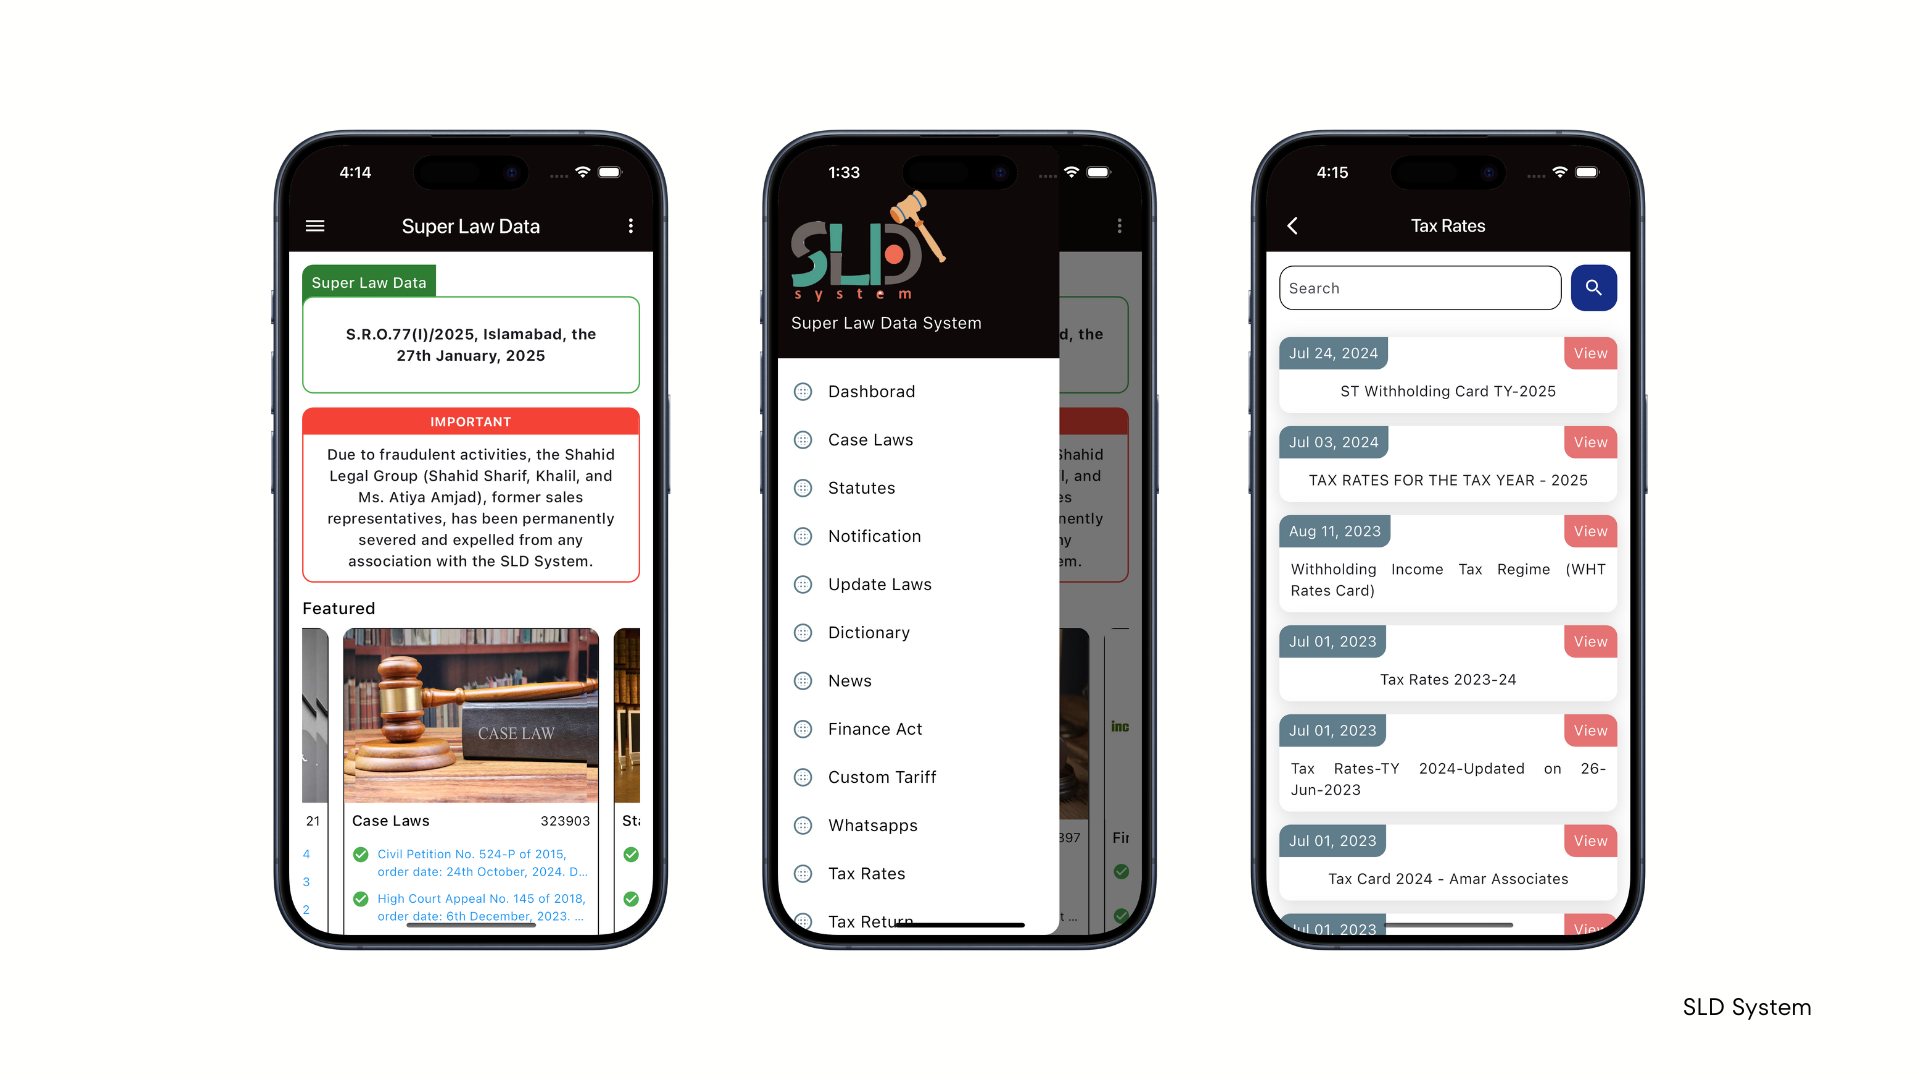 4:14
Super Law Data
Super Law Data
S.R.O.77(I)/2025, Islamabad, the
27th January, 2025
IMPORTANT
Due to fraudulent activities, the Shahid
Legal Group (Shahid Sharif, Khalil, and
Ms. Atiya Amjad), former sales
representatives, has been permanently
severed and expelled from any
association with the SLD System.
Featured
CASE LAW
21
Case Laws 323903
4
3
2
Civil Petition No. 524-P of 2015,
order date: 24th October, 2024. D...
High Court Appeal No. 145 of 2018,
order date: 6th December, 2023. ...
1:33
SLD
system
Super Law Data System
Dashborad
Case Laws
Statutes
Notification
Update Laws
Dictionary
News
Finance Act
Custom Tariff
Whatsapps
Tax Rates
Tax Return
the
and
inc
4:15
Tax Rates
Search
Jul 24, 2024 View
ST Withholding Card TY-2025
Jul 03, 2024 View
TAX RATES FOR THE TAX YEAR - 2025
Aug 11, 2023 View
Withholding Income Tax Regime (WHT
Rates Card)
Jul 01, 2023 View
Tax Rates 2023-24
Jul 01, 2023 View
Tax Rates-TY 2024-Updated on 26-
Jun-2023
Jul 01, 2023 View
Tax Card 2024 - Amar Associates
Jul 01, 2023 View
SLD System